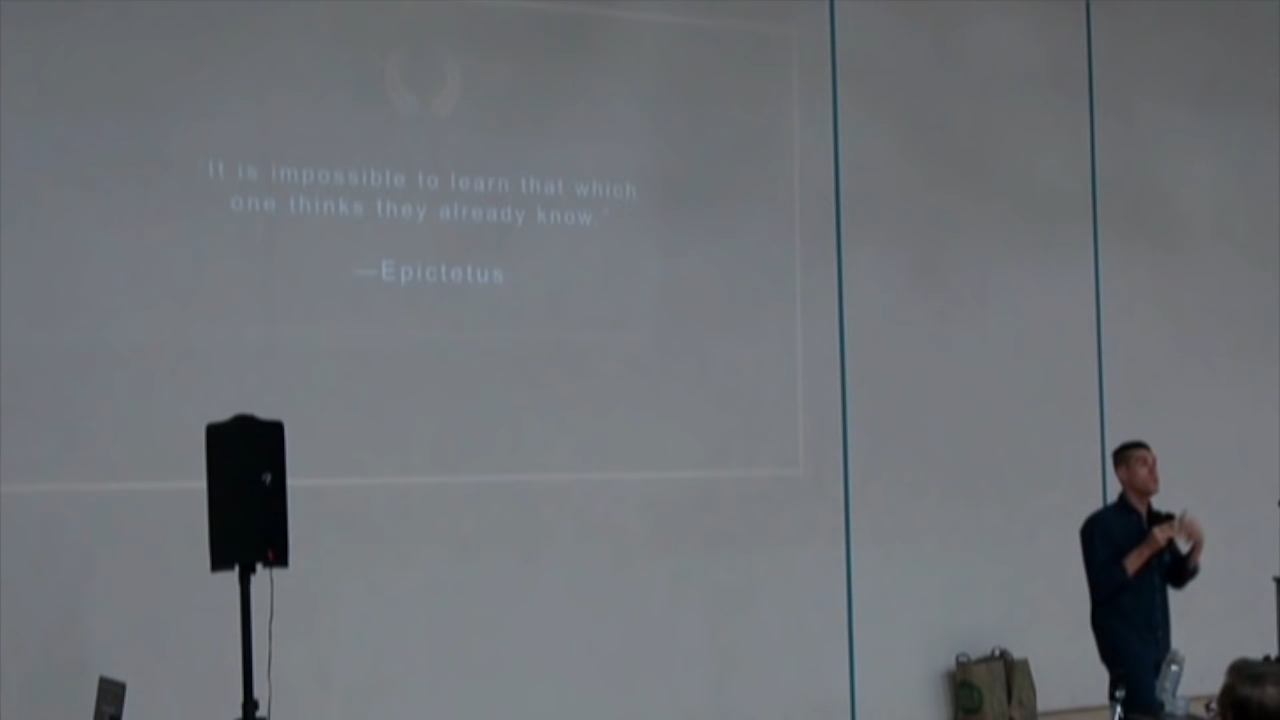 "It is impossible to learn that which
one thinks they already know."
—Epictetus